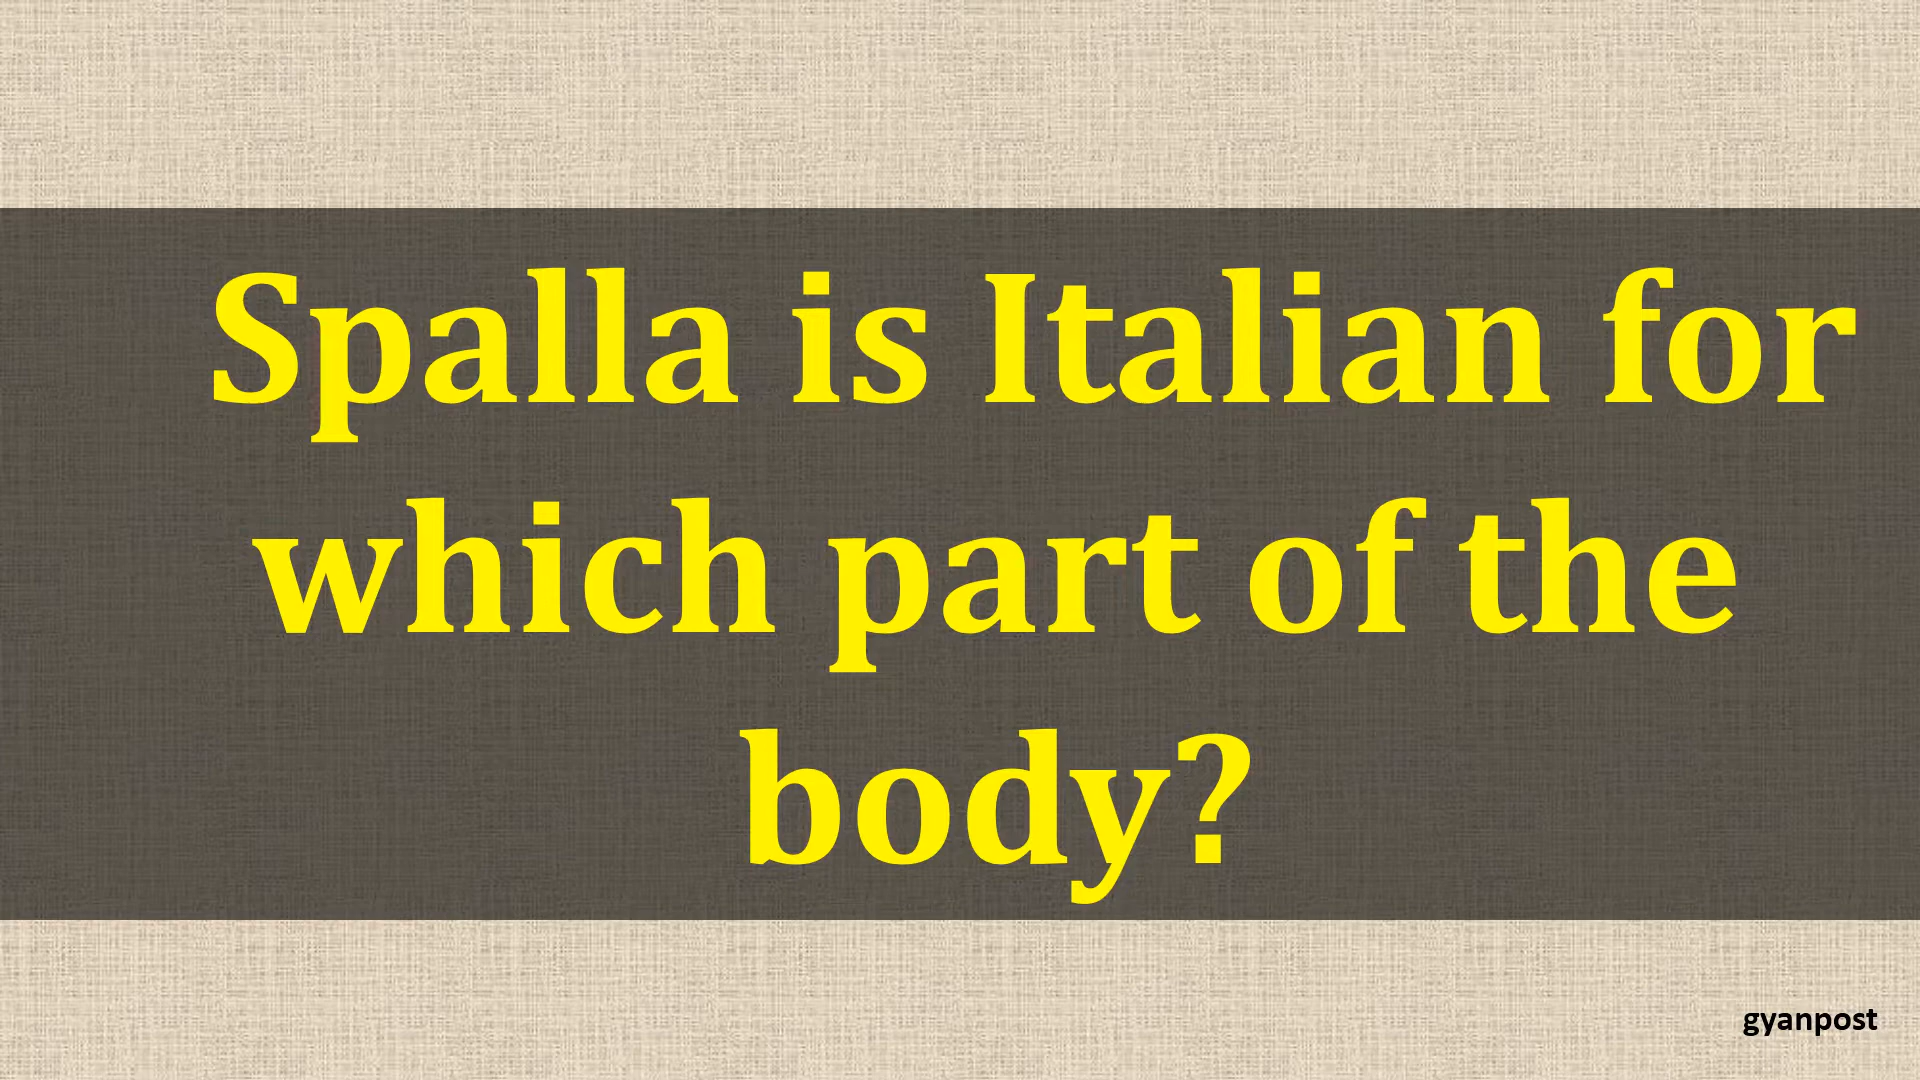 Spalla is Italian for
which part of the
body?
gyanpost